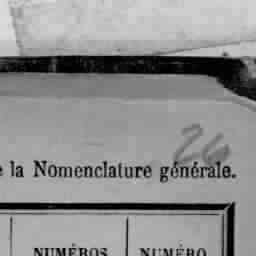 26
e la Nomenclature générale.
NUMÉROS NUMÉRO